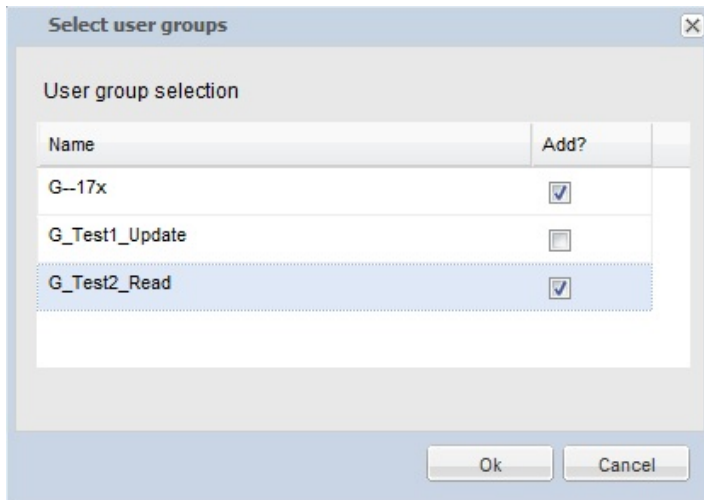 Select user groups
User group selection
Name Add?
G--17x
G_Test1_Update
G_Test2_Read
Ok Cancel